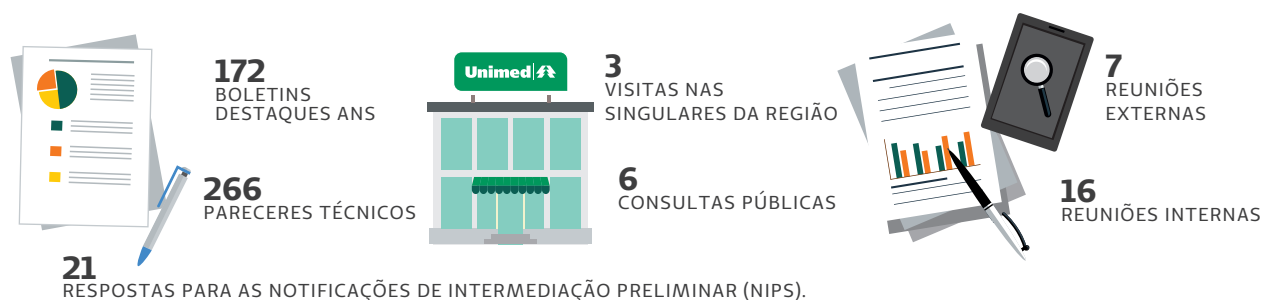 172
BOLETINS
DESTAQUES ANS
266
PARECERES TÉCNICOS
21
RESPOSTAS PARA AS NOTIFICAÇÕES DE INTERMEDIAÇÃO PRELIMINAR (NIPS).
Unimed
3
VISITAS NAS
SINGULARES DA REGIÃO
6
CONSULTAS PÚBLICAS
7
REUNIÕES
EXTERNAS
16
REUNIÕES INTERNAS